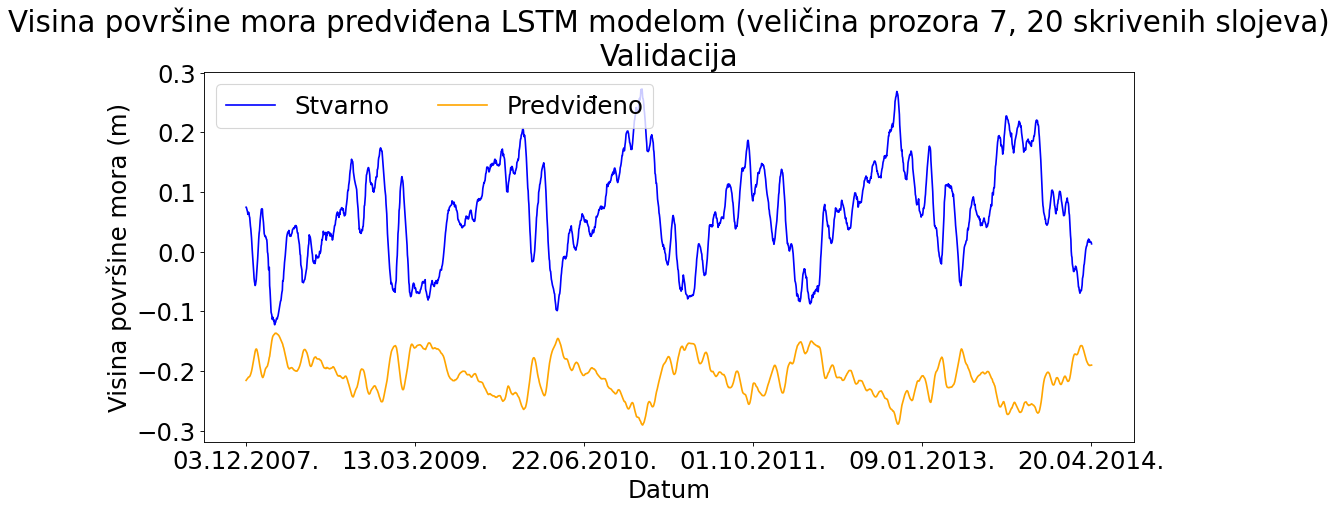 Visina površine mora predviđena LSTM modelom (veličina prozora 7, 20 skrivenih slojeva)
Validacija
Stvarno Predviđeno
Visina površine mora (m)
0.3
0.2
0.1
0.0
−0.1
−0.2
−0.3
03.12.2007. 13.03.2009. 22.06.2010. 01.10.2011. 09.01.2013. 20.04.2014.
Datum